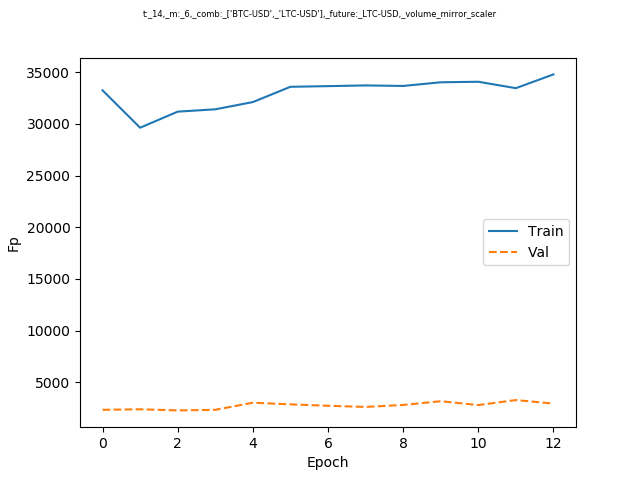 t:_14,_m:_6,_comb:_['BTC-USD',_'LTC-USD'],_future:_LTC-USD,_volume_mirror_scaler
35000
30000
25000
20000
15000
10000
5000
Fp
Train
Val
0 2 4 6 8 10 12
Epoch